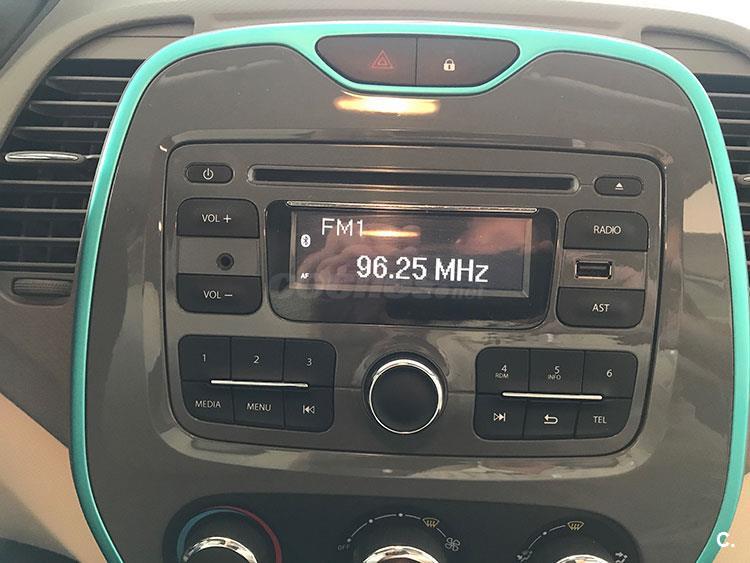 VOL +
VOL –
FM1
AF
96.25 MHz
RADIO
AST
1
2
3
MEDIA
MENU
4
RDM
5
INFO
6
TEL
OFF
C.